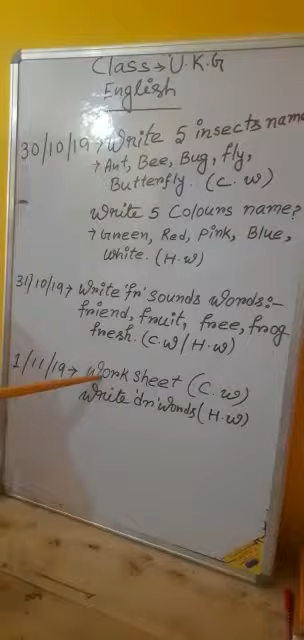 Class → U.K.G
English
30/10/19 → Write 5 insects name
→ Ant, Bee, Bug, fly,
Butterfly. (C.W)
Write 5 Colours name?
→ Green, Red, Pink, Blue,
White. (H.W)
31/10/19 → Write 'fr' sounds words:-
friend, fruit, free, frog
fresh. (C.W/H.W)
1/11/19 → Work sheet (C.W)
Write 'dr' words (H.W)